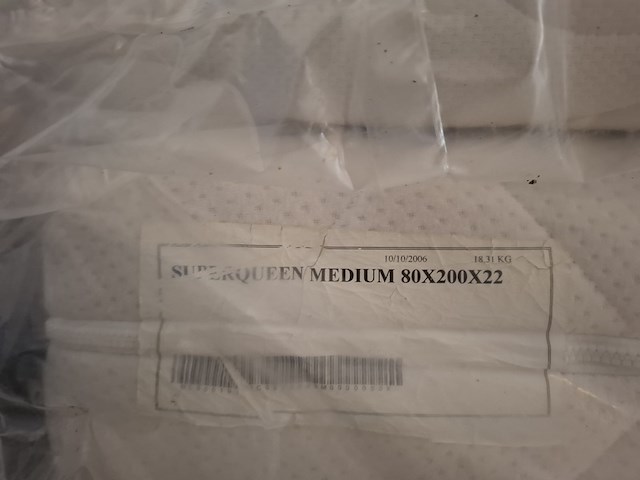 10/10/2006 18.31 KG
SUPERQUEEN MEDIUM 80X200X22